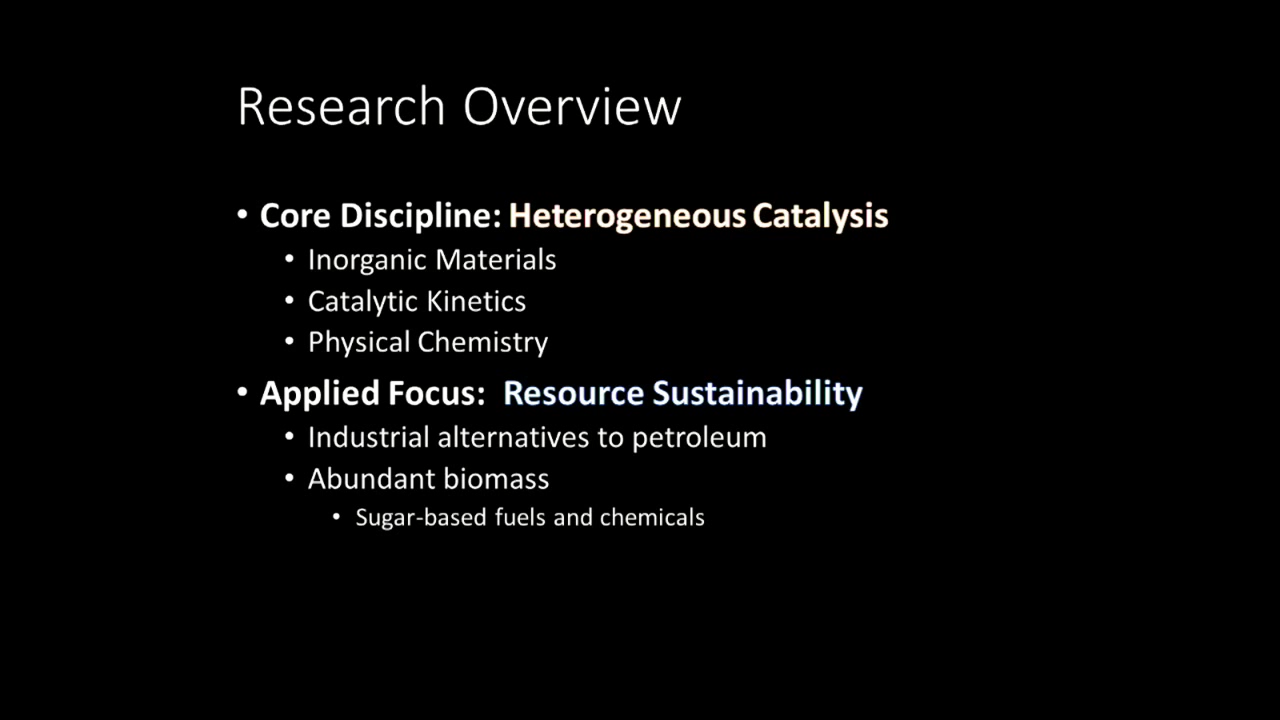 Research Overview
• Core Discipline: Heterogeneous Catalysis
• Inorganic Materials
• Catalytic Kinetics
• Physical Chemistry
• Applied Focus: Resource Sustainability
• Industrial alternatives to petroleum
• Abundant biomass
• Sugar-based fuels and chemicals